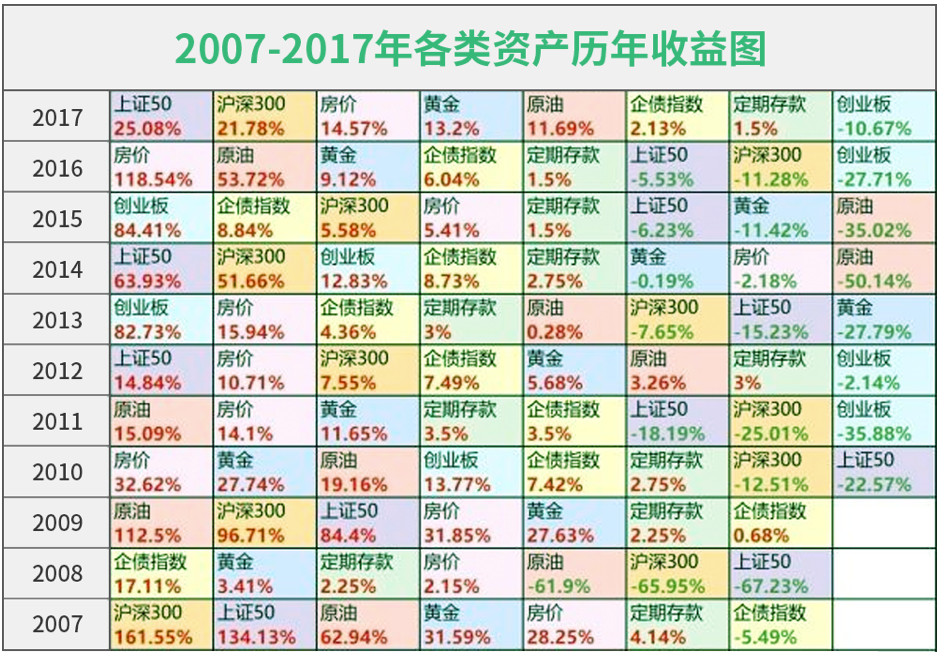 2007-2017年各类资产历年收益图
2017 上证50 沪深300 房价 黄金 原油 企债指数 定期存款 创业板
25.08% 21.78% 14.57% 13.2% 11.69% 2.13% 1.5% -10.67%
2016 房价 原油 黄金 企债指数 定期存款 上证50 沪深300 创业板
118.54% 53.72% 9.12% 6.04% 1.5% -5.53% -11.28% -27.71%
2015 创业板 企债指数 沪深300 房价 定期存款 上证50 黄金 原油
84.41% 8.84% 5.58% 5.41% 1.5% -6.23% -11.42% -35.02%
2014 上证50 沪深300 创业板 企债指数 定期存款 黄金 房价 原油
63.93% 51.66% 12.83% 8.73% 2.75% -0.19% -2.18% -50.14%
2013 创业板 房价 企债指数 定期存款 原油 沪深300 上证50 黄金
82.73% 15.94% 4.36% 3% 0.28% -7.65% -15.23% -27.79%
2012 上证50 房价 沪深300 企债指数 黄金 原油 定期存款 创业板
14.84% 10.71% 7.55% 7.49% 5.68% 3.26% 3% -2.14%
2011 原油 房价 黄金 定期存款 企债指数 上证50 沪深300 创业板
15.09% 14.1% 11.65% 3.5% 3.5% -18.19% -25.01% -35.88%
2010 房价 黄金 原油 创业板 企债指数 定期存款 沪深300 上证50
32.62% 27.74% 19.16% 13.77% 7.42% 2.75% -12.51% -22.57%
2009 原油 沪深300 上证50 房价 黄金 定期存款 企债指数
112.5% 96.71% 84.4% 31.85% 27.63% 2.25% 0.68%
2008 企债指数 黄金 定期存款 房价 原油 沪深300 上证50
17.11% 3.41% 2.25% 2.15% -61.9% -65.95% -67.23%
2007 沪深300 上证50 原油 黄金 房价 定期存款 企债指数
161.55% 134.13% 62.94% 31.59% 28.25% 4.14% -5.49%